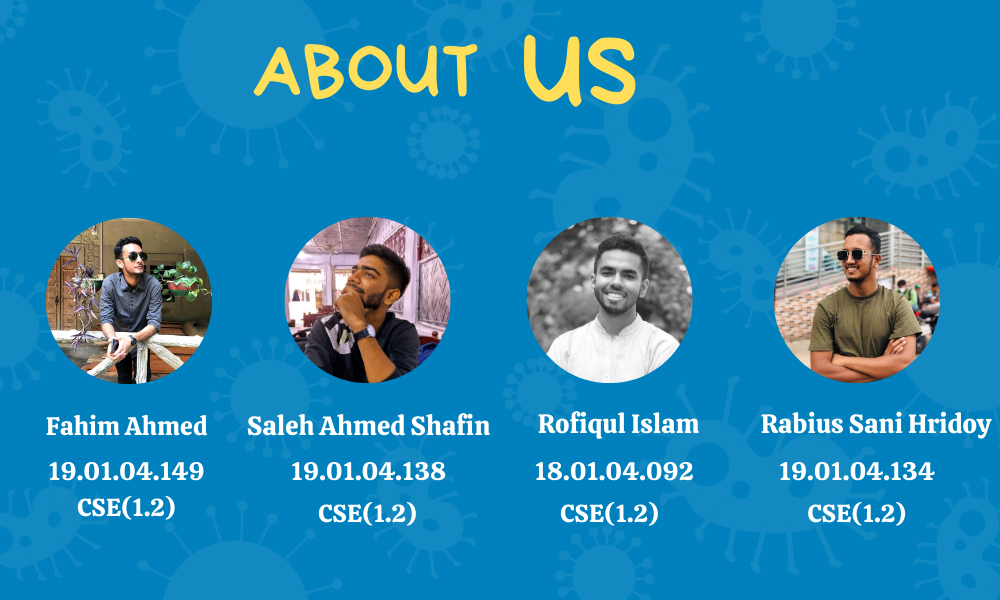 ABOUT US
Fahim Ahmed
19.01.04.149
CSE(1.2)
Saleh Ahmed Shafin
19.01.04.138
CSE(1.2)
Rofiqul Islam
18.01.04.092
CSE(1.2)
Rabius Sani Hridoy
19.01.04.134
CSE(1.2)